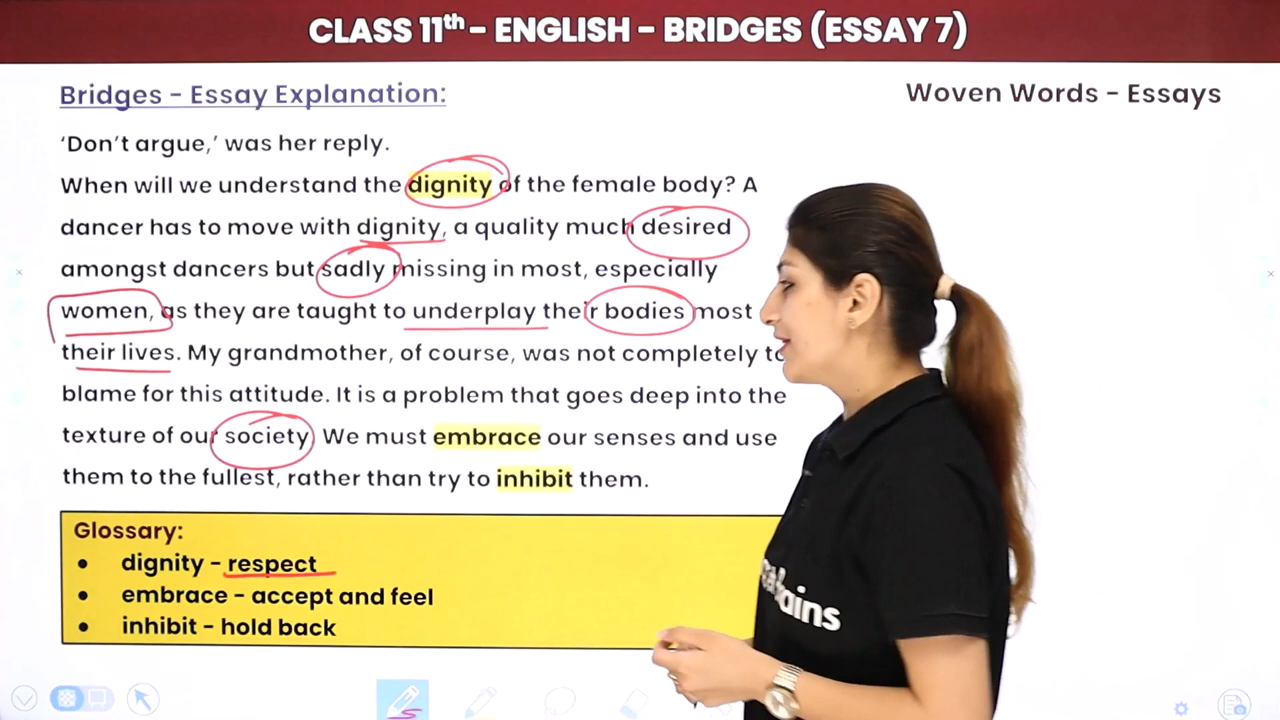 CLASS 11th – ENGLISH – BRIDGES (ESSAY 7)
Bridges – Essay Explanation:
Woven Words – Essays
‘Don’t argue,’ was her reply.
When will we understand the dignity of the female body? A
dancer has to move with dignity, a quality much desired
amongst dancers but sadly missing in most, especially
women, as they are taught to underplay their bodies most
their lives. My grandmother, of course, was not completely
blame for this attitude. It is a problem that goes deep into the
texture of our society. We must embrace our senses and use
them to the fullest, rather than try to inhibit them.
Glossary:
• dignity – respect
• embrace – accept and feel
• inhibit – hold back